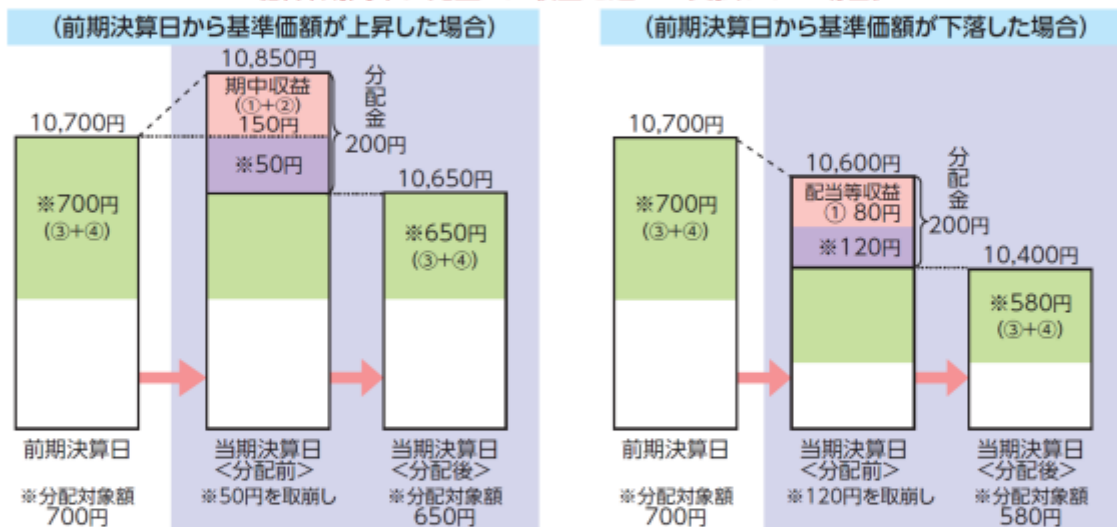 (前期決算日から基準価額が上昇した場合)
10,850円
期中収益
(①+②)
150円
※50円
分配金
200円
10,700円
※700円
(③+④)
10,650円
※650円
(③+④)
前期決算日
当期決算日
<分配前>
当期決算日
<分配後>
※分配対象額
700円
※50円を取崩し
※分配対象額
650円
(前期決算日から基準価額が下落した場合)
10,700円
※700円
(③+④)
10,600円
配当等収益
① 80円
※120円
分配金
200円
10,400円
※580円
(③+④)
前期決算日
当期決算日
<分配前>
当期決算日
<分配後>
※分配対象額
700円
※120円を取崩し
※分配対象額
580円